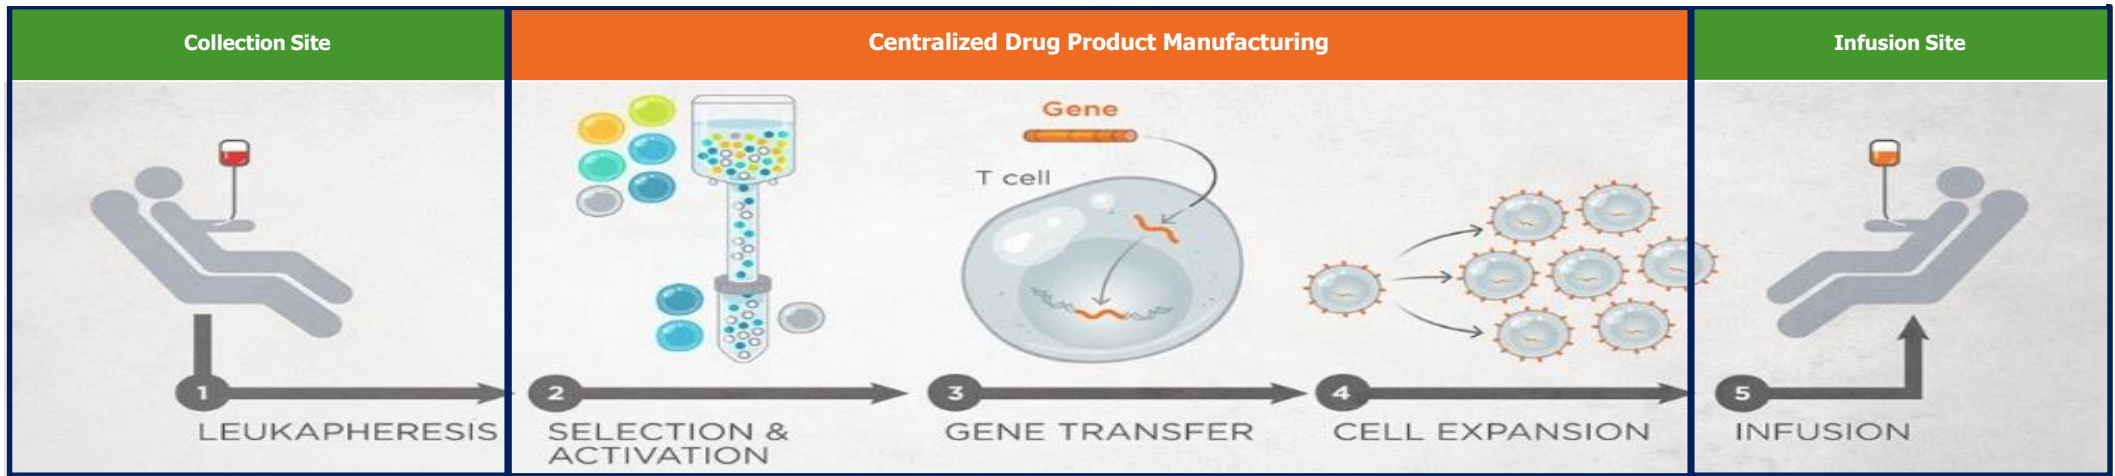 Collection Site
Centralized Drug Product Manufacturing
Infusion Site
Gene
T cell
1
LEUKAPHERESIS
2
SELECTION &
ACTIVATION
3
GENE TRANSFER
4
CELL EXPANSION
5
INFUSION